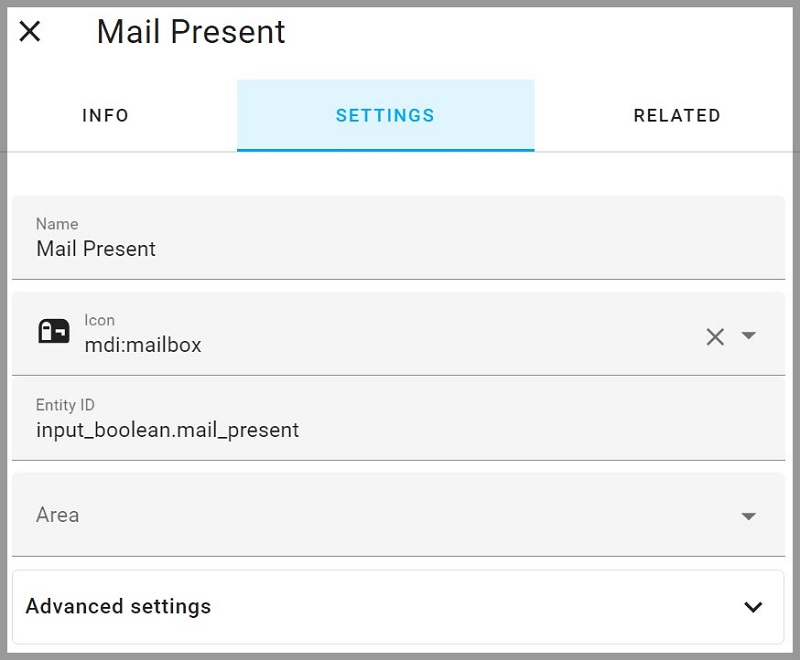 Mail Present
INFO
SETTINGS
RELATED
Name
Mail Present
Icon
mdi:mailbox
Entity ID
input_boolean.mail_present
Area
Advanced settings